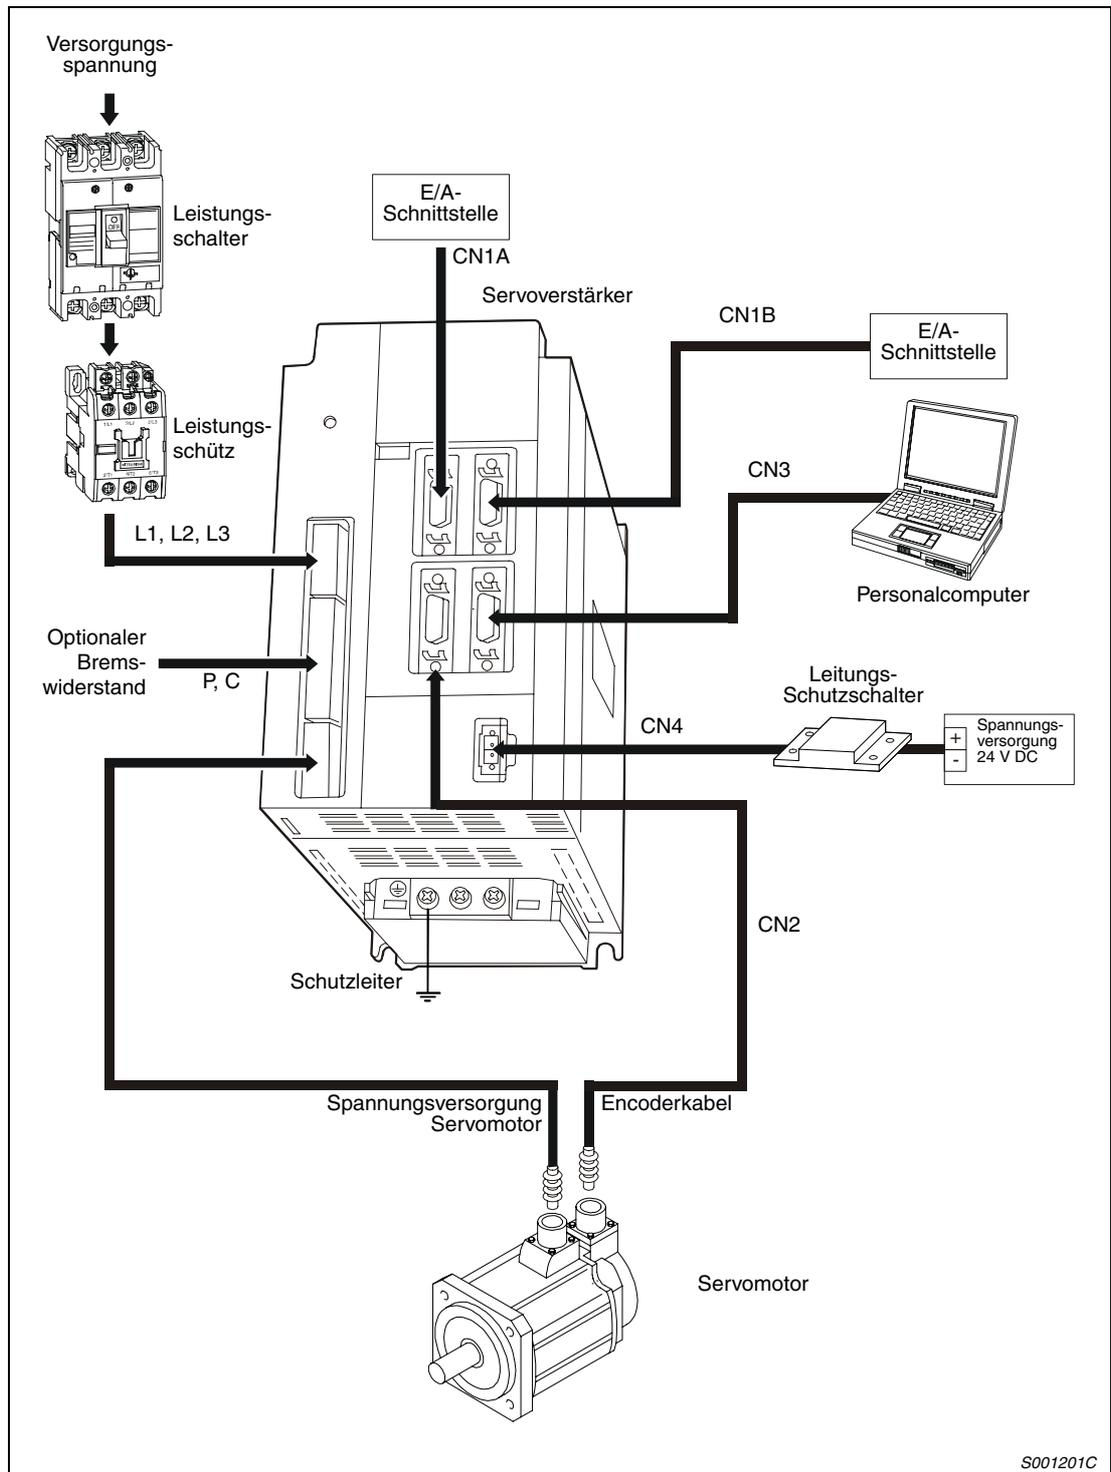 Versorgungs-
spannung
Leistungs-
schalter
OFF
E/A-
Schnittstelle
CN1A
Servoverstärker
CN1B
E/A-
Schnittstelle
Leistungs-
schütz
CN3
L1, L2, L3
Personalcomputer
Optionaler
Brems-
widerstand
P, C
Leitungs-
Schutzschalter
CN4
+
-
Spannungs-
versorgung
24 V DC
CN2
Schutzleiter
Spannungsversorgung
Servomotor
Encoderkabel
Servomotor
S001201C